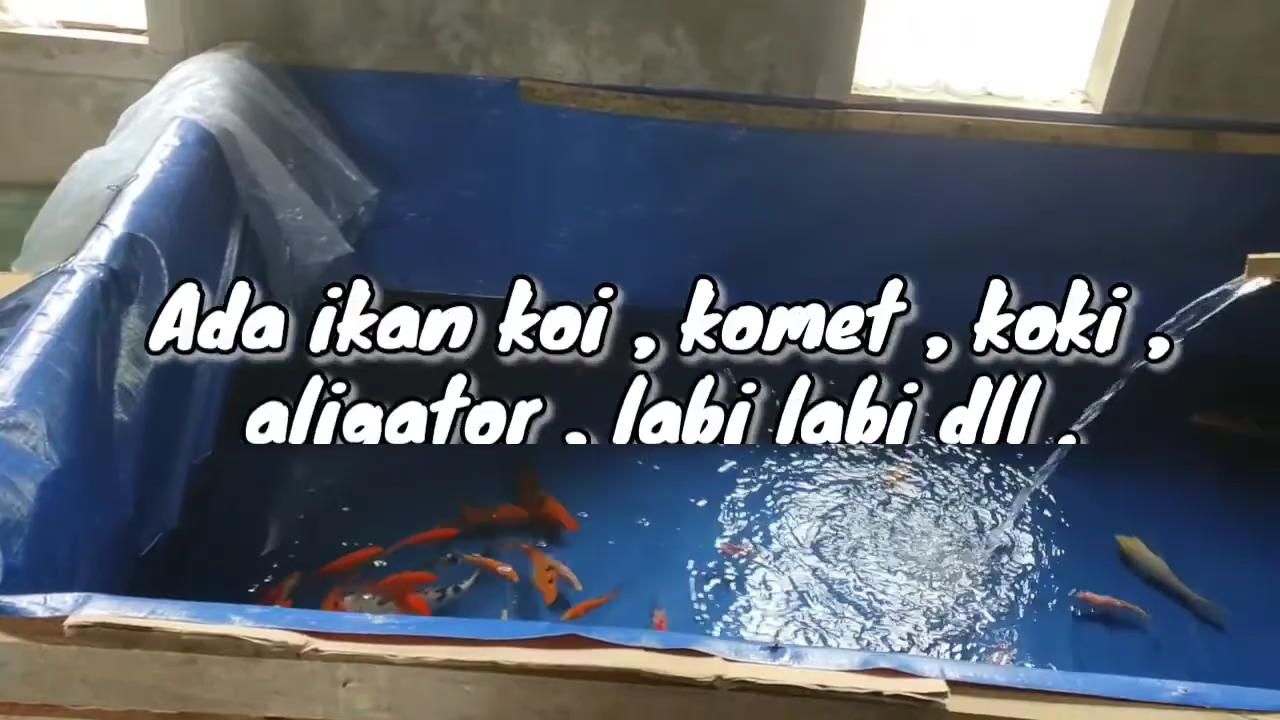 Ada ikan koi , komet , koki ,
aligator , labi labi dll .